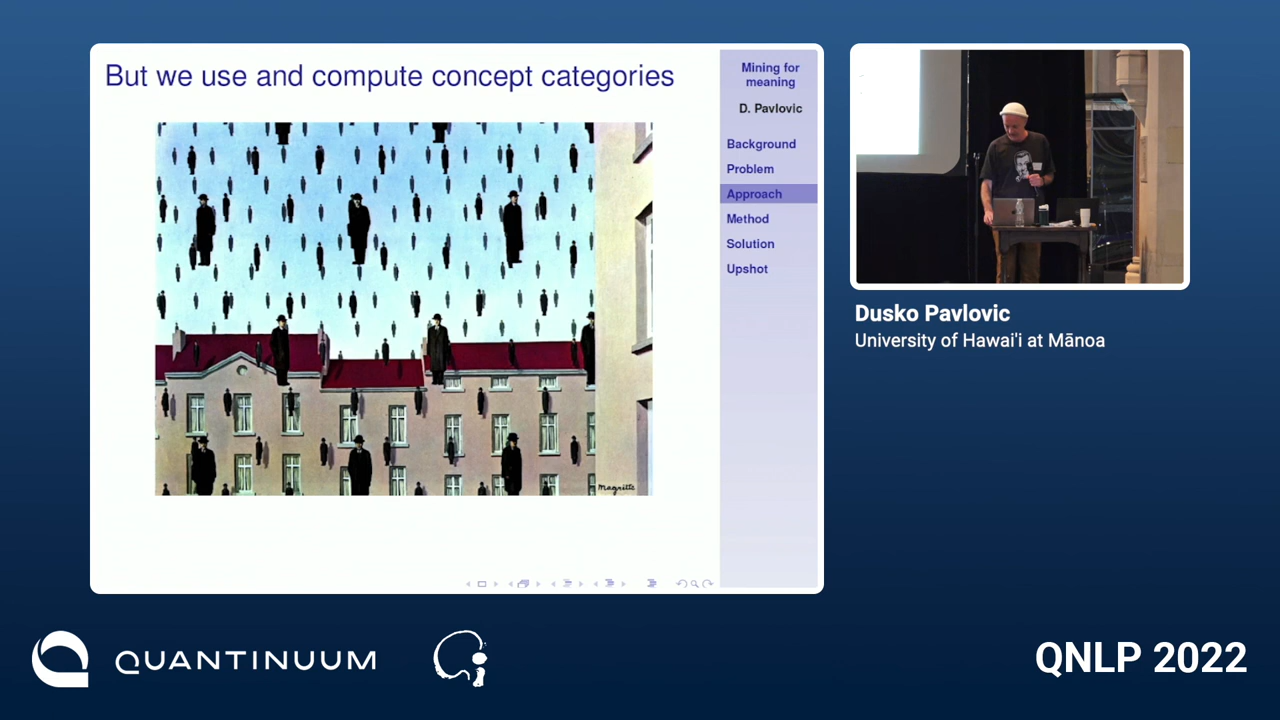 But we use and compute concept categories
Magritte
Mining for
meaning
D. Pavlovic
Background
Problem
Approach
Method
Solution
Upshot
Dusko Pavlovic
University of Hawai'i at Mānoa
QUANTINUUM
QNLP 2022